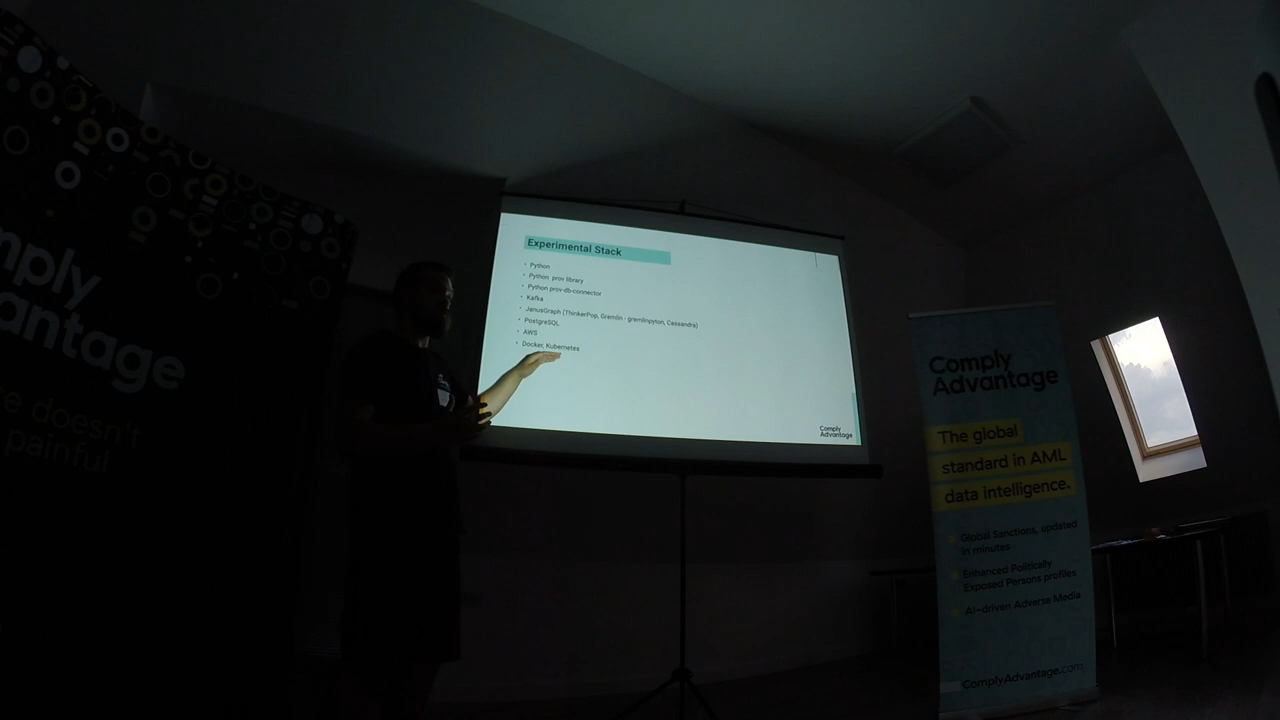 mply
antage
e doesn't
painful
Experimental Stack
• Python
• Python prov library
• Python prov-db-connector
• Kafka
• JanusGraph (ThinkerPop, Gremlin - gremlinpyton, Cassandra)
• PostgreSQL
• AWS
• Docker, Kubernetes
Comply
Advantage
Comply
Advantage
The global
standard in AML
data intelligence.
Global Sanctions, updated
in minutes
Enhanced Politically
Exposed Persons profiles
AI-driven Adverse Media
ComplyAdvantage.com